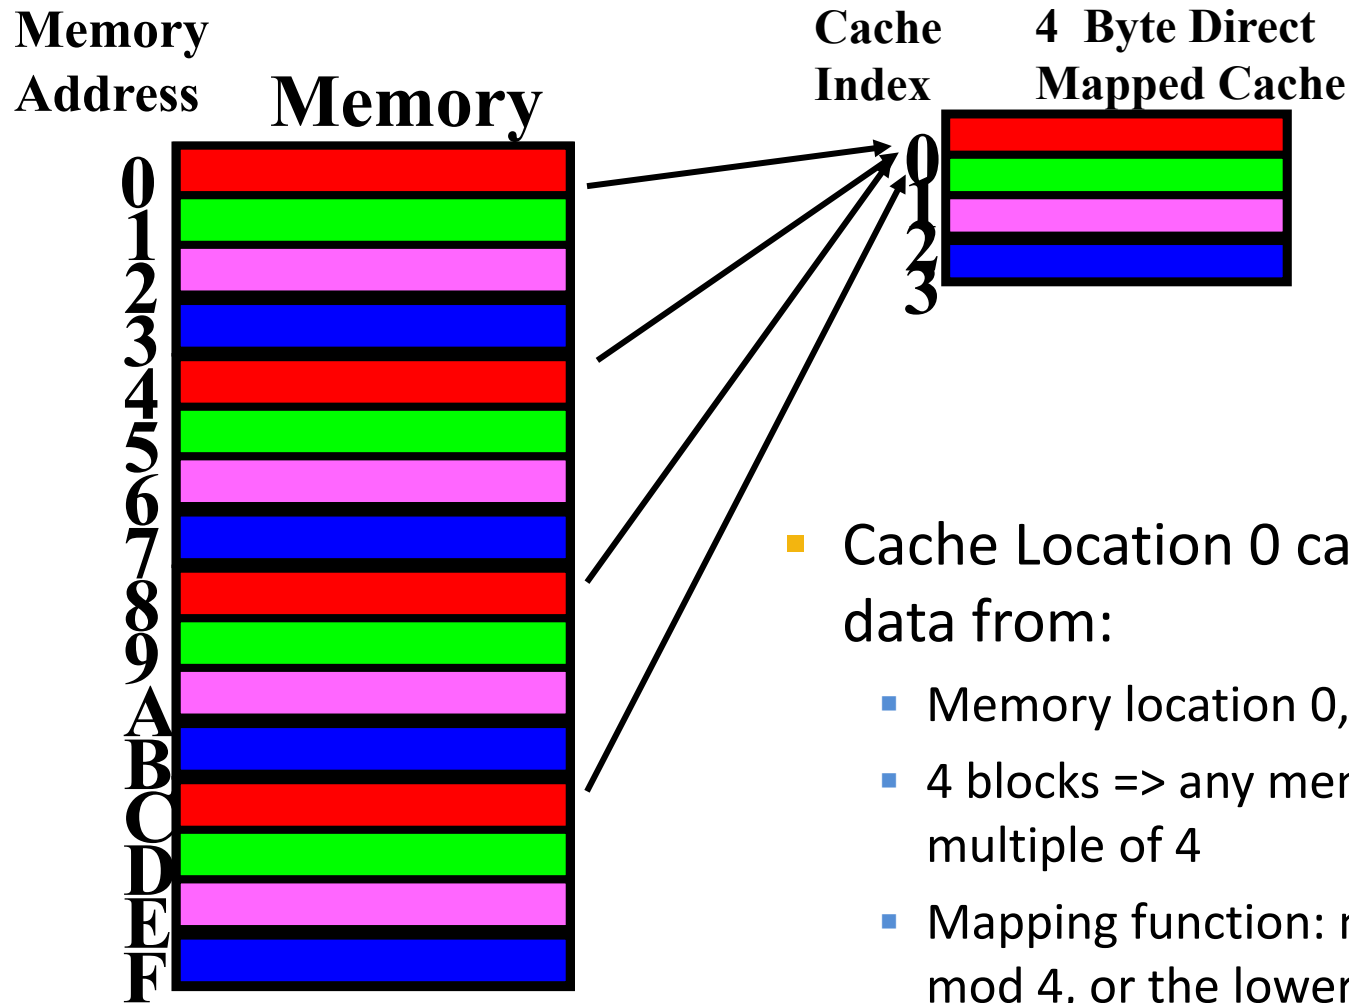 Memory
Address
Memory
0
1
2
3
4
5
6
7
8
9
A
B
C
D
E
F
Cache
Index
4 Byte Direct
Mapped Cache
0
1
2
3
Cache Location 0 ca
data from:
Memory location 0,
4 blocks => any mer
multiple of 4
Mapping function:
mod 4, or the lower